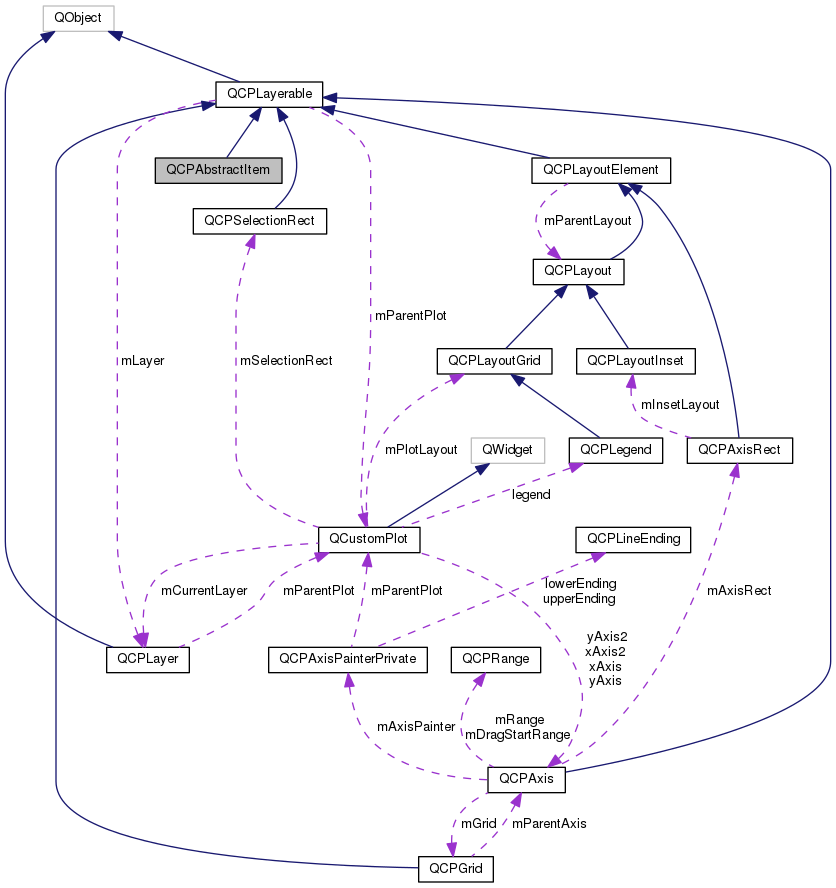 QObject
QCPLayerable
QCPAbstractItem
QCPLayoutElement
QCPSelectionRect
mParentLayout
QCPLayout
mParentPlot
mLayer
mSelectionRect
QCPLayoutGrid
QCPLayoutInset
mInsetLayout
mPlotLayout
QWidget
QCPLegend
QCPAxisRect
legend
QCustomPlot
QCPLineEnding
mCurrentLayer
mParentPlot
mParentPlot
lowerEnding
upperEnding
mAxisRect
yAxis2
xAxis2
xAxis
yAxis
QCPLayer
QCPAxisPainterPrivate
QCPRange
mAxisPainter
mRange
mDragStartRange
QCPAxis
mGrid
mParentAxis
QCPGrid